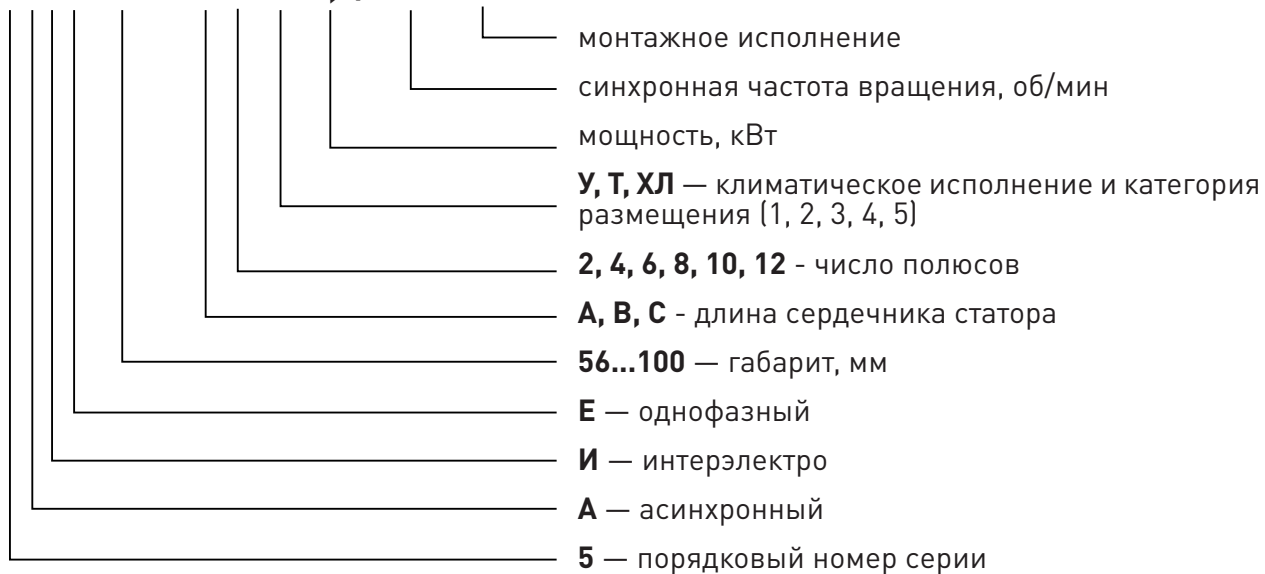 монтажное исполнение
синхронная частота вращения, об/мин
мощность, кВт
У, Т, ХЛ — климатическое исполнение и категория
размещения (1, 2, 3, 4, 5)
2, 4, 6, 8, 10, 12 - число полюсов
А, В, С - длина сердечника статора
56...100 — габарит, мм
Е — однофазный
И — интерэлектро
А — асинхронный
5 — порядковый номер серии